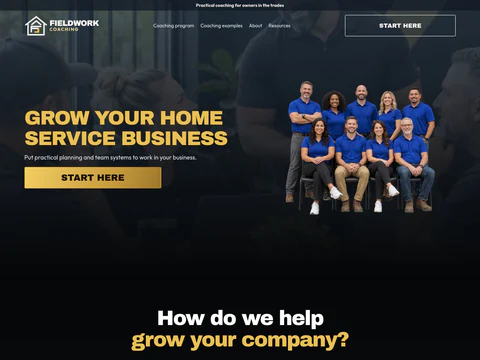 Practical coaching for owners in the trades
FIELDWORK
COACHING
Coaching program
Coaching examples
About
Resources
START HERE
GROW YOUR HOME
SERVICE BUSINESS
Put practical planning and team systems to work in your business.
START HERE
How do we help
grow your company?